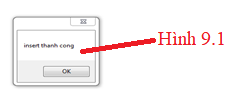 Hình 9.1
insert thanh cong
OK